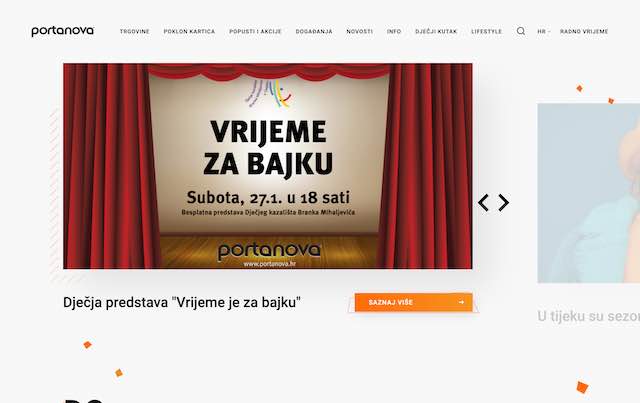 portanova
TRGOVINE
POKLON KARTICA
POPUSTI I AKCIJE
DOGAĐANJA
NOVOSTI
INFO
DJEČJI KUTAK
LIFESTYLE
HR
RADNO VRIJEME
VRIJEME
ZA BAJKU
Subota, 27.1. u 18 sati
Besplatna predstava Dječjeg kazališta Branka Mihaljevića
portanova
www.portanova.hr
Dječja predstava "Vrijeme je za bajku"
SAZNAJ VIŠE
U tijeku su sezon